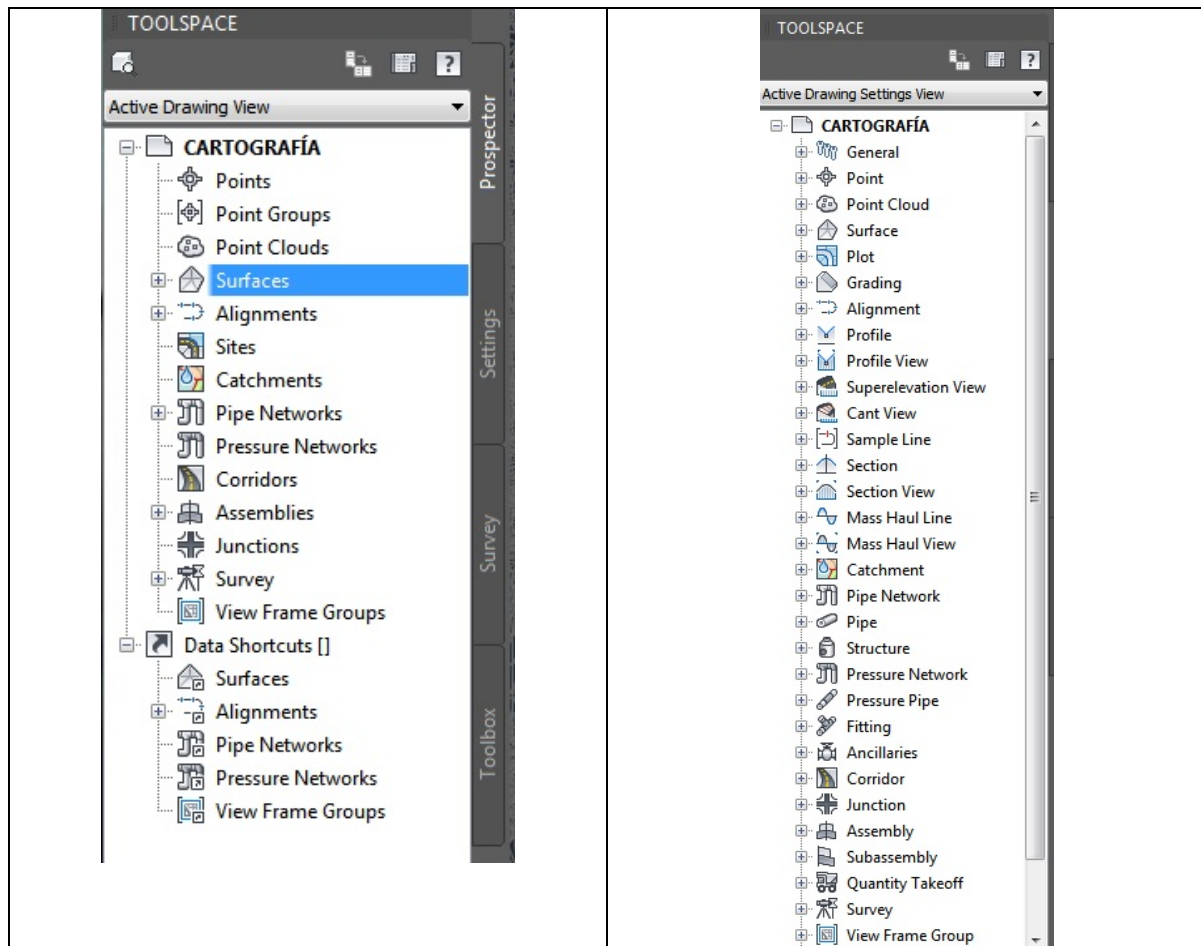 TOOLSPACE
?
Active Drawing View
CARTOGRAFÍA
Points
Point Groups
Point Clouds
Surfaces
Alignments
Sites
Catchments
Pipe Networks
Pressure Networks
Corridors
Assemblies
Junctions
Survey
View Frame Groups
Data Shortcuts []
Surfaces
Alignments
Pipe Networks
Pressure Networks
View Frame Groups
Prospector
Settings
Survey
Toolbox
TOOLSPACE
?
Active Drawing Settings View
CARTOGRAFÍA
General
Point
Point Cloud
Surface
Plot
Grading
Alignment
Profile
Profile View
Superelevation View
Cant View
Sample Line
Section
Section View
Mass Haul Line
Mass Haul View
Catchment
Pipe Network
Pipe
Structure
Pressure Network
Pressure Pipe
Fitting
Ancillaries
Corridor
Junction
Assembly
Subassembly
Quantity Takeoff
Survey
View Frame Group